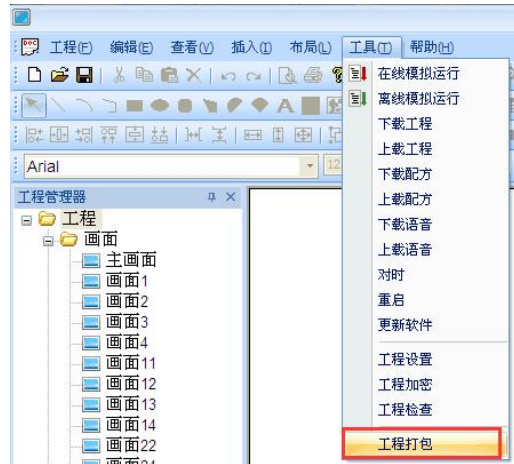 工程(F) 编辑(E) 查看(V) 插入(I) 布局(L) 工具(T) 帮助(H)
在线模拟运行
离线模拟运行
下载工程
上载工程
下载配方
上载配方
下载语音
上载语音
对时
重启
更新软件
工程设置
工程加密
工程检查
工程打包
A
Arial
12
工程管理器
工程
画面
主画面
画面1
画面2
画面3
画面4
画面11
画面12
画面13
画面14
画面22